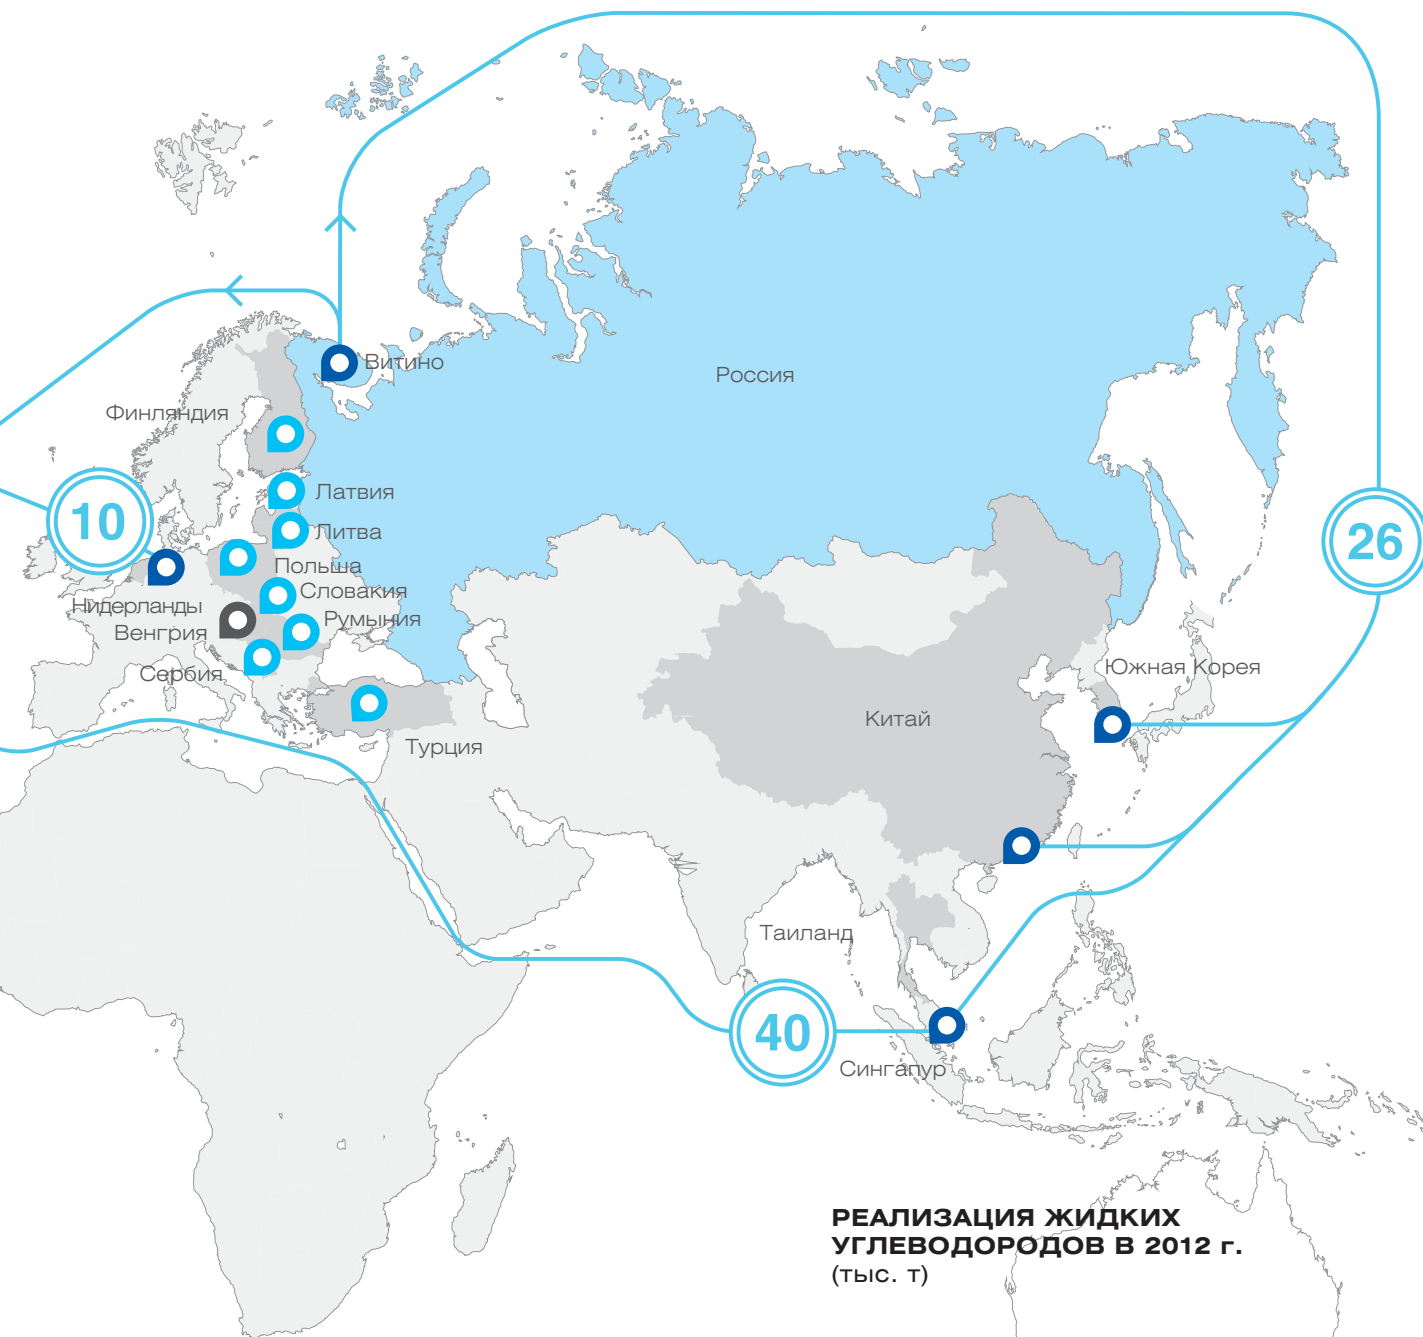 Витино
Россия
Финляндия
Латвия
10
Литва
26
Польша
Словакия
Нидерланды
Румыния
Венгрия
Сербия
Южная Корея
Китай
Турция
Таиланд
40
Сингапур
РЕАЛИЗАЦИЯ ЖИДКИХ
УГЛЕВОДОРОДОВ В 2012 г.
(тыс. т)